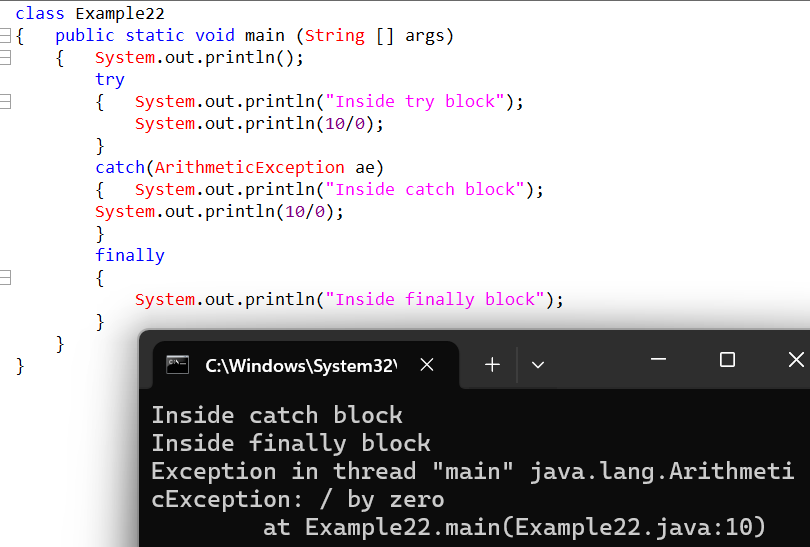 class Example22
{   public static void main (String [] args)
    {   System.out.println();
        try
        {   System.out.println("Inside try block");
            System.out.println(10/0);
        }
        catch(ArithmeticException ae)
        {   System.out.println("Inside catch block");
        System.out.println(10/0);
        }
        finally
        {
            System.out.println("Inside finally block");
        }
    }
}
C:\Windows\System32\
Inside catch block
Inside finally block
Exception in thread "main" java.lang.Arithmeti
cException: / by zero
        at Example22.main(Example22.java:10)